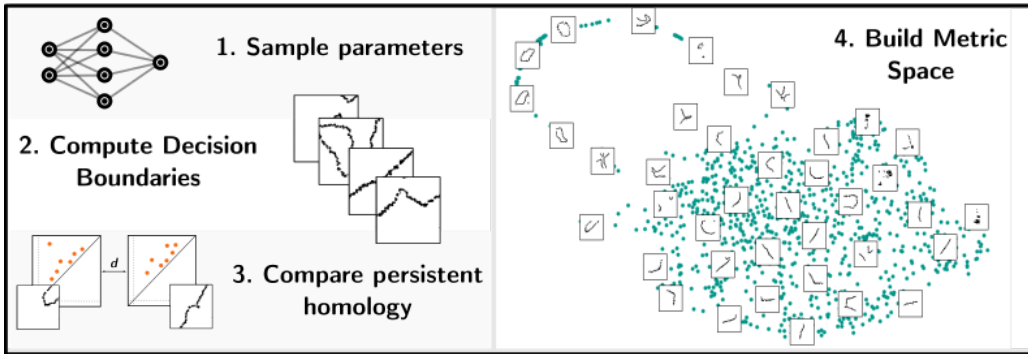 1. Sample parameters
2. Compute Decision
Boundaries
d
3. Compare persistent
homology
4. Build Metric
Space